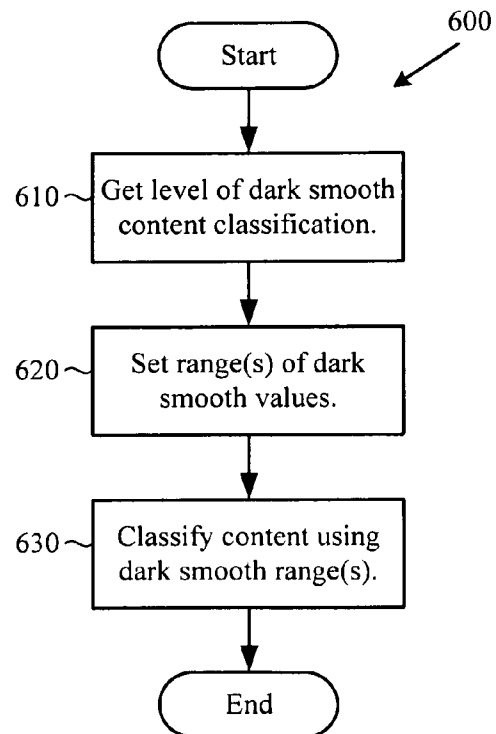 600
Start
610
Get level of dark smooth
content classification.
620
Set range(s) of dark
smooth values.
630
Classify content using
dark smooth range(s).
End